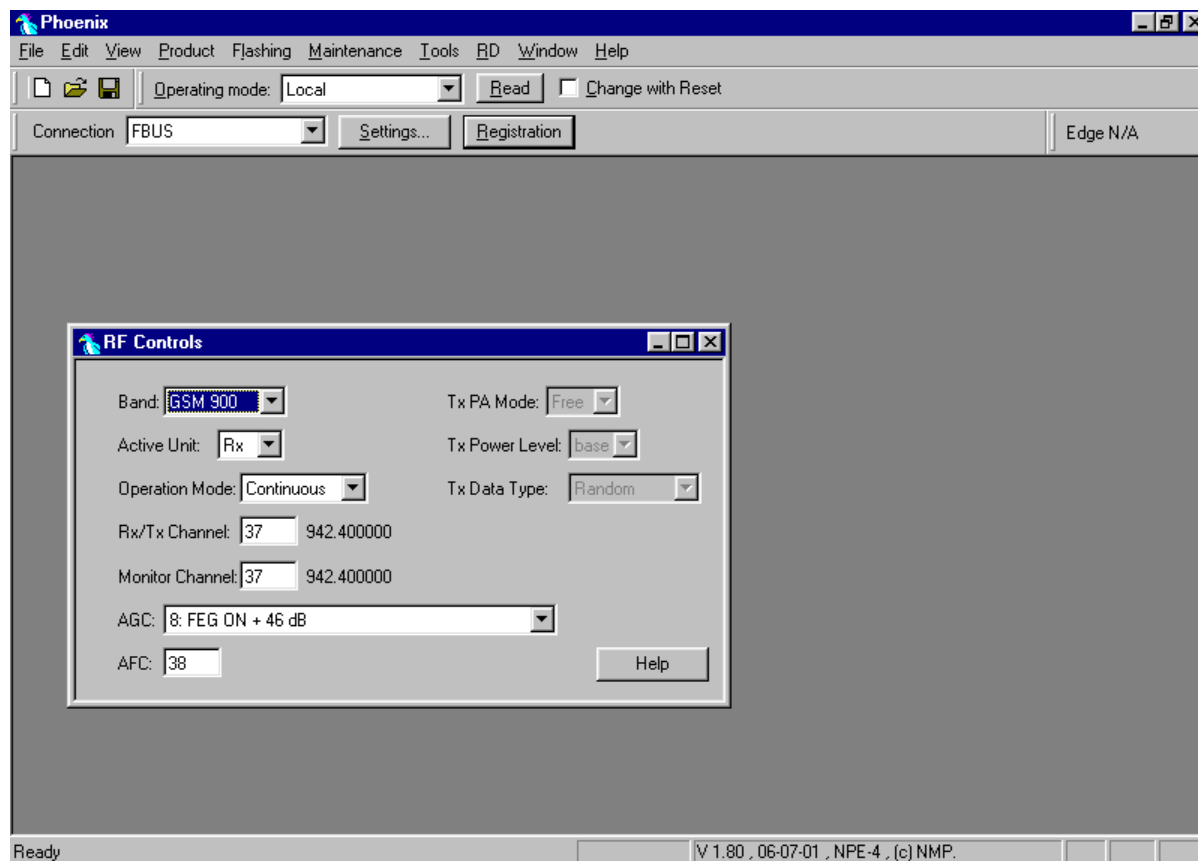 Phoenix
File Edit View Product Flashing Maintenance Tools RD Window Help
Operating mode: Local Read Change with Reset
Connection FBUS Settings... Registration Edge N/A
RF Controls
Band: GSM 900 Tx PA Mode: Free
Active Unit: Rx Tx Power Level: base
Operation Mode: Continuous Tx Data Type: Random
Rx/Tx Channel: 37 942.400000
Monitor Channel: 37 942.400000
AGC: 8: FEG ON + 46 dB
AFC: 38 Help
Ready V 1.80 , 06-07-01 , NPE-4 , (c) NMP.